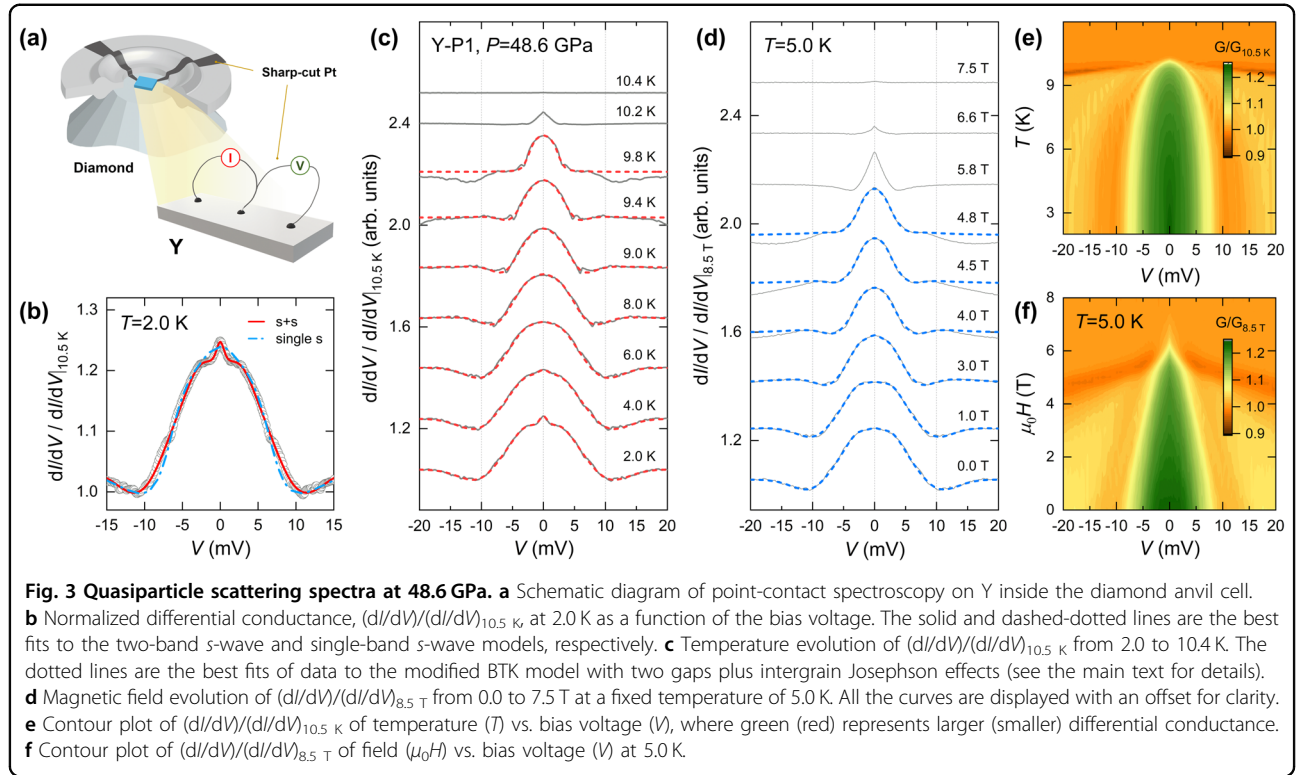 (a)
Sharp-cut Pt
Diamond
I
V
Y
(b)
T=2.0 K
s+s
single s
1.3
1.2
1.1
1.0
dI/dV / dI/dV|10.5 K
-15 -10 -5 0 5 10 15
V (mV)
(c)
Y-P1, P=48.6 GPa
10.4 K
10.2 K
9.8 K
9.4 K
9.0 K
8.0 K
6.0 K
4.0 K
2.0 K
2.4
2.0
1.6
1.2
dI/dV / dI/dV|10.5 K (arb. units)
-20 -10 0 10 20
V (mV)
(d)
T=5.0 K
7.5 T
6.6 T
5.8 T
4.8 T
4.5 T
4.0 T
3.0 T
1.0 T
0.0 T
2.4
2.0
1.6
1.2
dI/dV / dI/dV|8.5 T (arb. units)
-20 -10 0 10 20
V (mV)
(e)
G/G10.5 K
1.2
1.1
1.0
0.9
9
6
3
T (K)
-20 -15 -10 -5 0 5 10 15 20
V (mV)
(f)
T=5.0 K
G/G8.5 T
1.2
1.1
1.0
0.9
8
6
4
2
0
μ0H (T)
-20 -15 -10 -5 0 5 10 15 20
V (mV)
Fig. 3 Quasiparticle scattering spectra at 48.6 GPa. a Schematic diagram of point-contact spectroscopy on Y inside the diamond anvil cell.
b Normalized differential conductance, (dI/dV)/(dI/dV)10.5 K, at 2.0 K as a function of the bias voltage. The solid and dashed-dotted lines are the best
fits to the two-band s-wave and single-band s-wave models, respectively. c Temperature evolution of (dI/dV)/(dI/dV)10.5 K from 2.0 to 10.4 K. The
dotted lines are the best fits of data to the modified BTK model with two gaps plus intergrain Josephson effects (see the main text for details).
d Magnetic field evolution of (dI/dV)/(dI/dV)8.5 T from 0.0 to 7.5 T at a fixed temperature of 5.0 K. All the curves are displayed with an offset for clarity.
e Contour plot of (dI/dV)/(dI/dV)10.5 K of temperature (T) vs. bias voltage (V), where green (red) represents larger (smaller) differential conductance.
f Contour plot of (dI/dV)/(dI/dV)8.5 T of field (μ0H) vs. bias voltage (V) at 5.0 K.